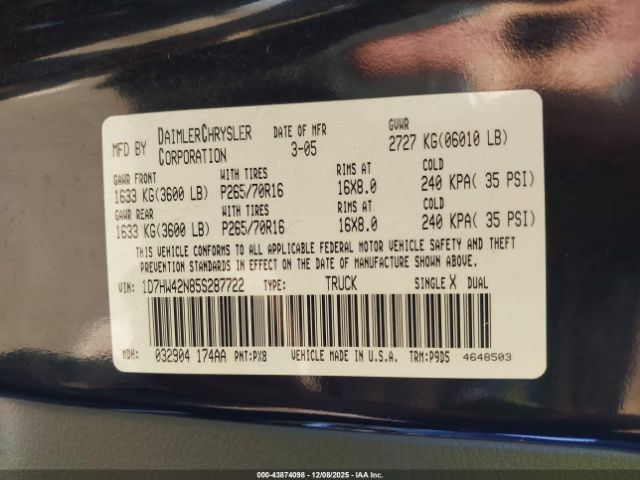 MFD BY DAIMLERCHRYSLER CORPORATION DATE OF MFR 3-05 GVWR 2727 KG(06010 LB)
GAWR FRONT WITH TIRES RIMS AT COLD
1633 KG(3600 LB) P265/70R16 16X8.0 240 KPA( 35 PSI)
GAWR REAR WITH TIRES RIMS AT COLD
1633 KG(3600 LB) P265/70R16 16X8.0 240 KPA( 35 PSI)
THIS VEHICLE CONFORMS TO ALL APPLICABLE FEDERAL MOTOR VEHICLE SAFETY AND THEFT
PREVENTION STANDARDS IN EFFECT ON THE DATE OF MANUFACTURE SHOWN ABOVE.
VIN: 1D7HW42N85S287722 TYPE: TRUCK SINGLE X DUAL
MDH: 032904 174AA PNT:PX8 VEHICLE MADE IN U.S.A. TRM:P9D5 4648503
000-43874098 - 12/08/2025 - IAA Inc.